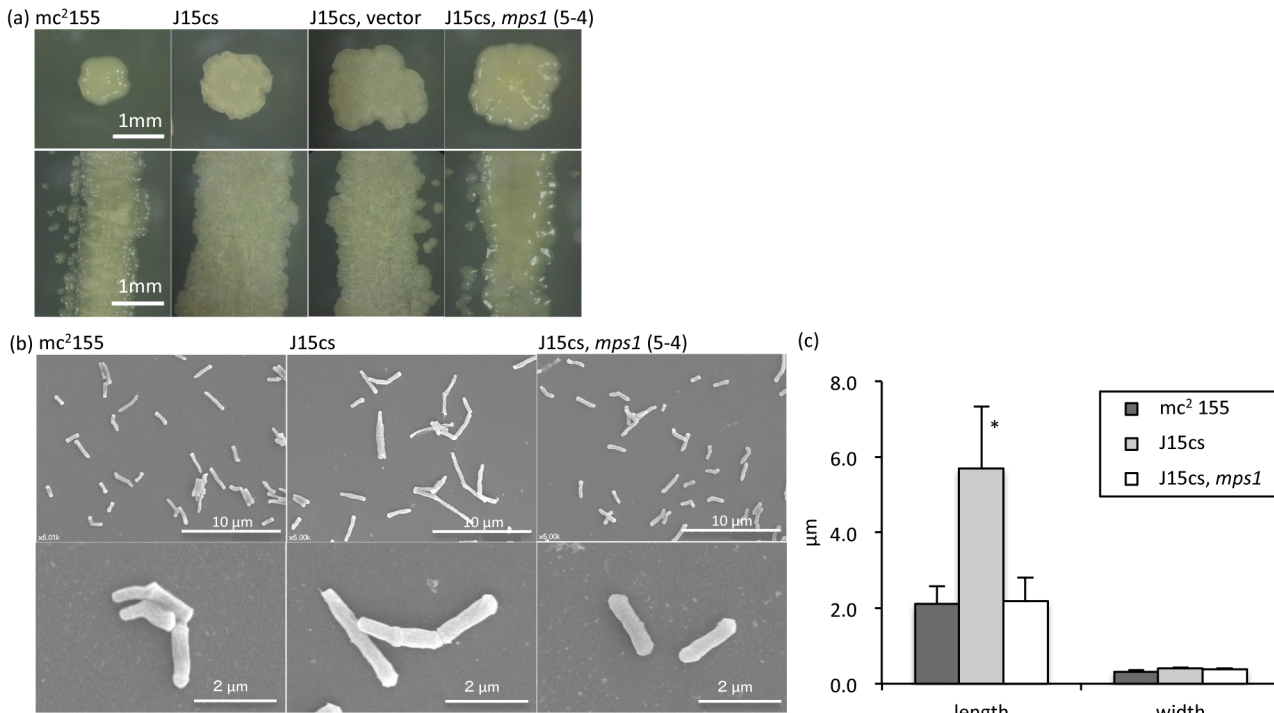 (a) mc²155 J15cs J15cs, vector J15cs, mps1 (5-4)
1mm
1mm
(b) mc²155 J15cs J15cs, mps1 (5-4)
10 µm 10 µm 10 µm
x5.01k x5.00k x5.00k
2 µm 2 µm 2 µm
(c)
8.0
6.0
4.0
2.0
0.0
µm
*
mc² 155
J15cs
J15cs, mps1
length width